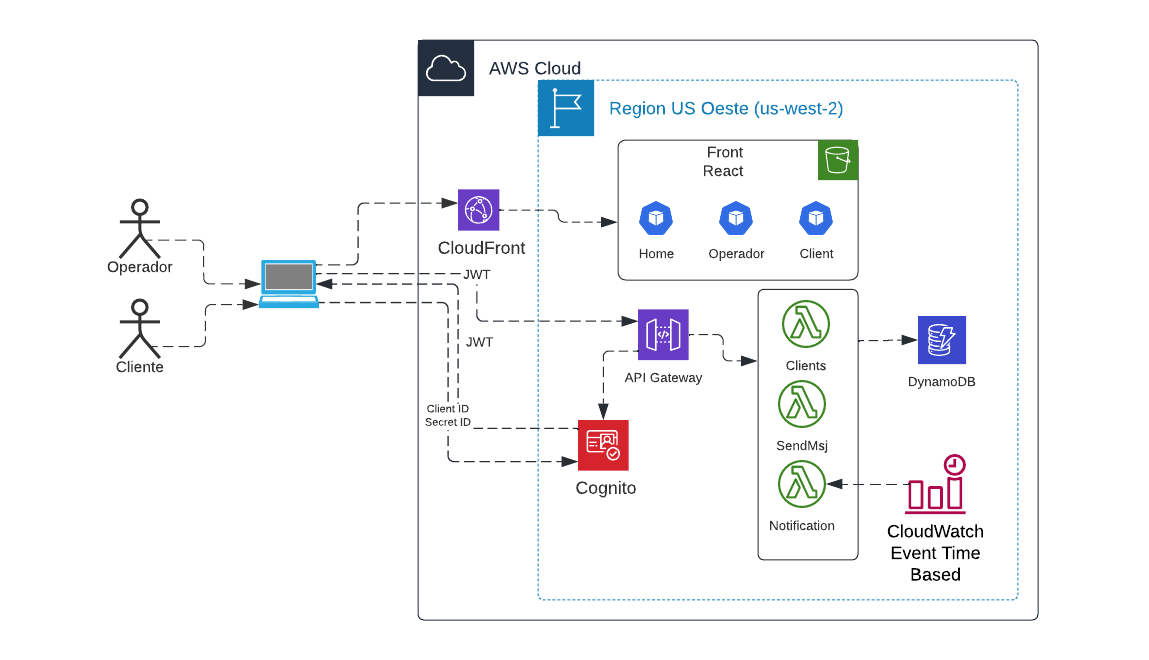 AWS Cloud
Region US Oeste (us-west-2)
Front
React
Home
Operador
Client
CloudFront
Operador
Cliente
JWT
JWT
Client ID
Secret ID
API Gateway
Cognito
Clients
SendMsj
Notification
DynamoDB
CloudWatch
Event Time
Based